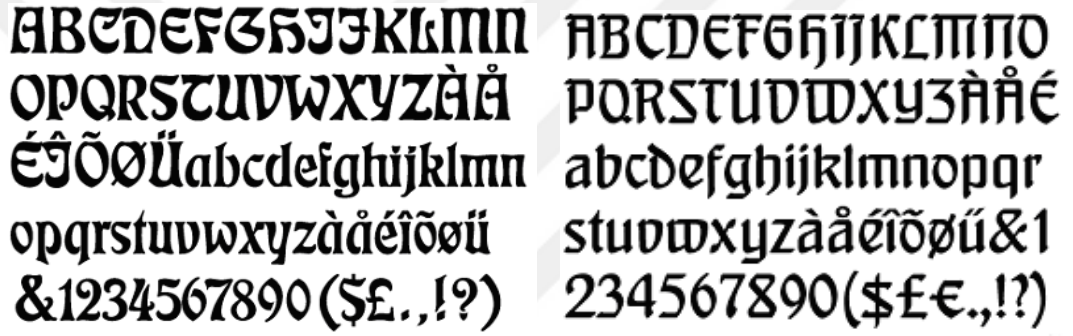 ABCDEFGHIJKLMN
OPQRSTUVWXYZÀÅ
ÉÎÕØÜabcdefghijklmn
opqrstuvwxyzàåéîõøü
&1234567890($£.,!?)
ABCDEFGHIJKLMNO
PQRSTUVWXYZÀÅÉ
abcdefghijklmnopqr
stuvwxyzàåéîõøü&1
234567890($£€.,!?)